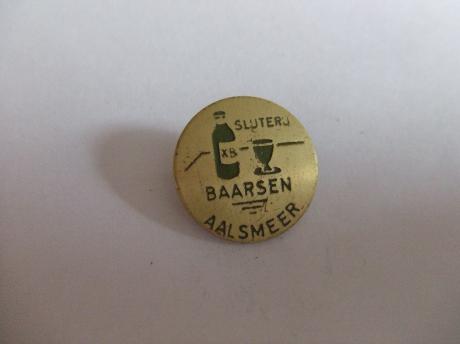 SLIJTERIJ
XB
BAARSEN
AALSMEER